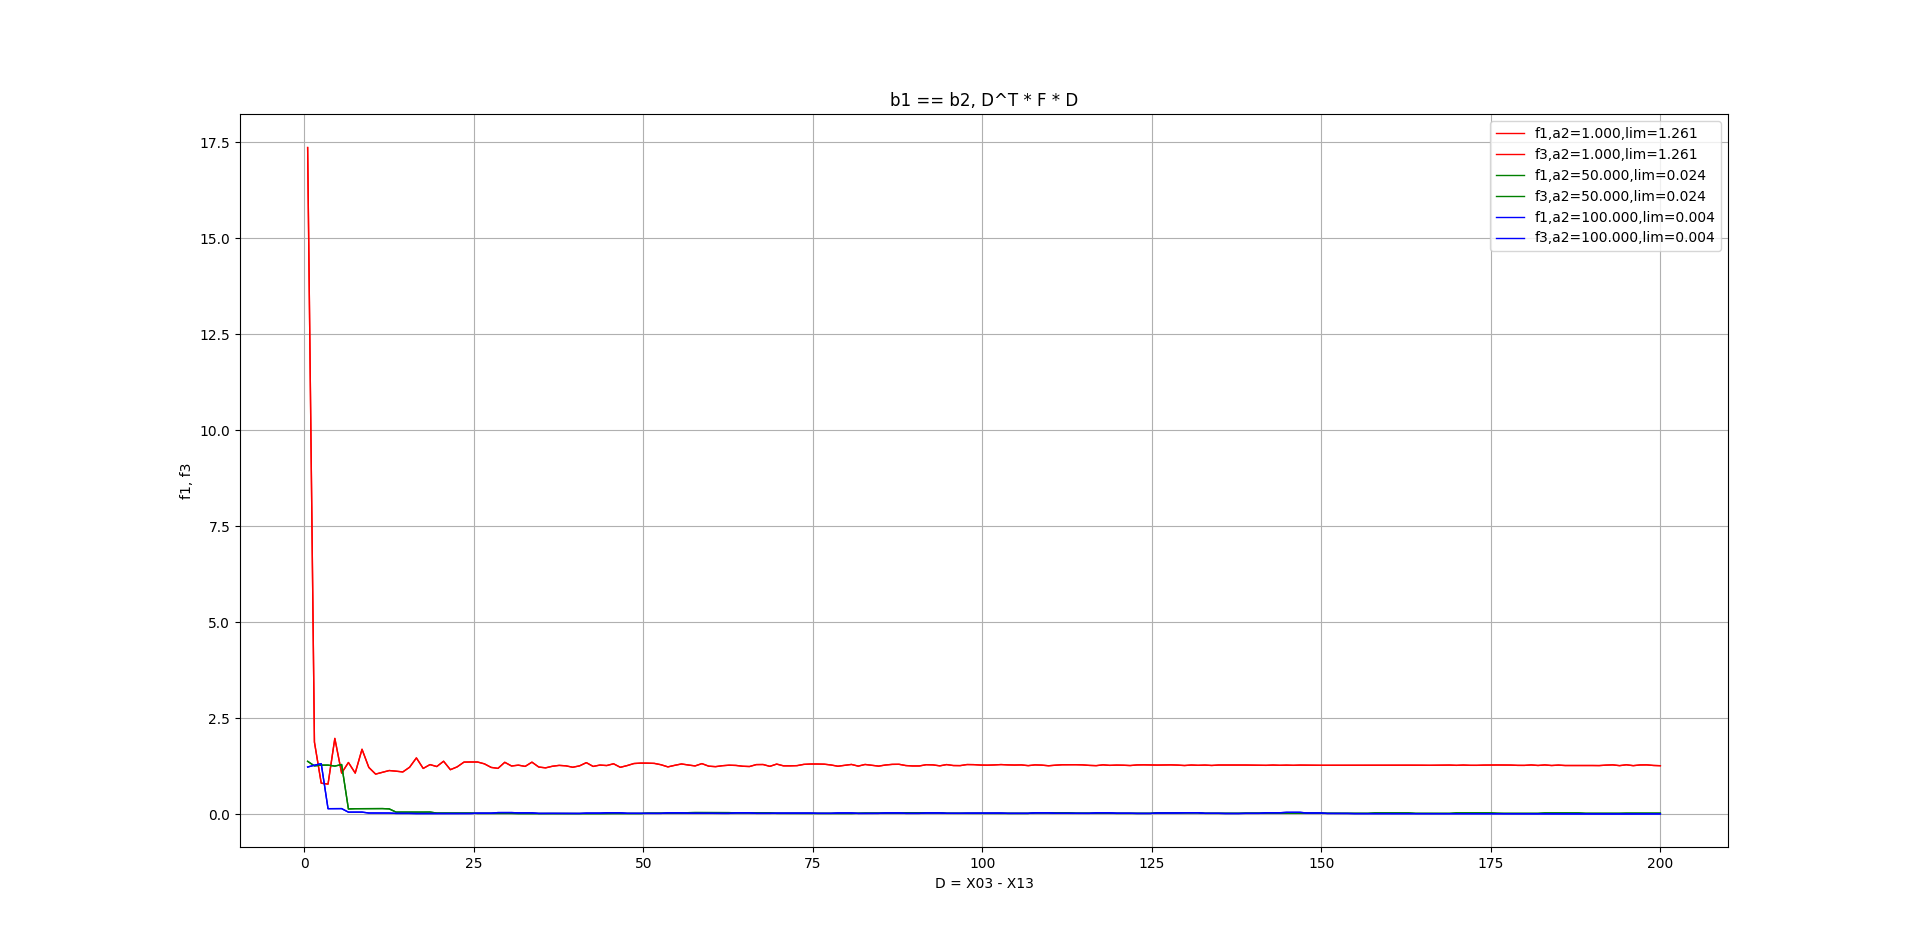 b1 == b2, D^T * F * D
f1,a2=1.000,lim=1.261
f3,a2=1.000,lim=1.261
f1,a2=50.000,lim=0.024
f3,a2=50.000,lim=0.024
f1,a2=100.000,lim=0.004
f3,a2=100.000,lim=0.004
17.5
15.0
12.5
10.0
7.5
5.0
2.5
0.0
f1, f3
0 25 50 75 100 125 150 175 200
D = X03 - X13